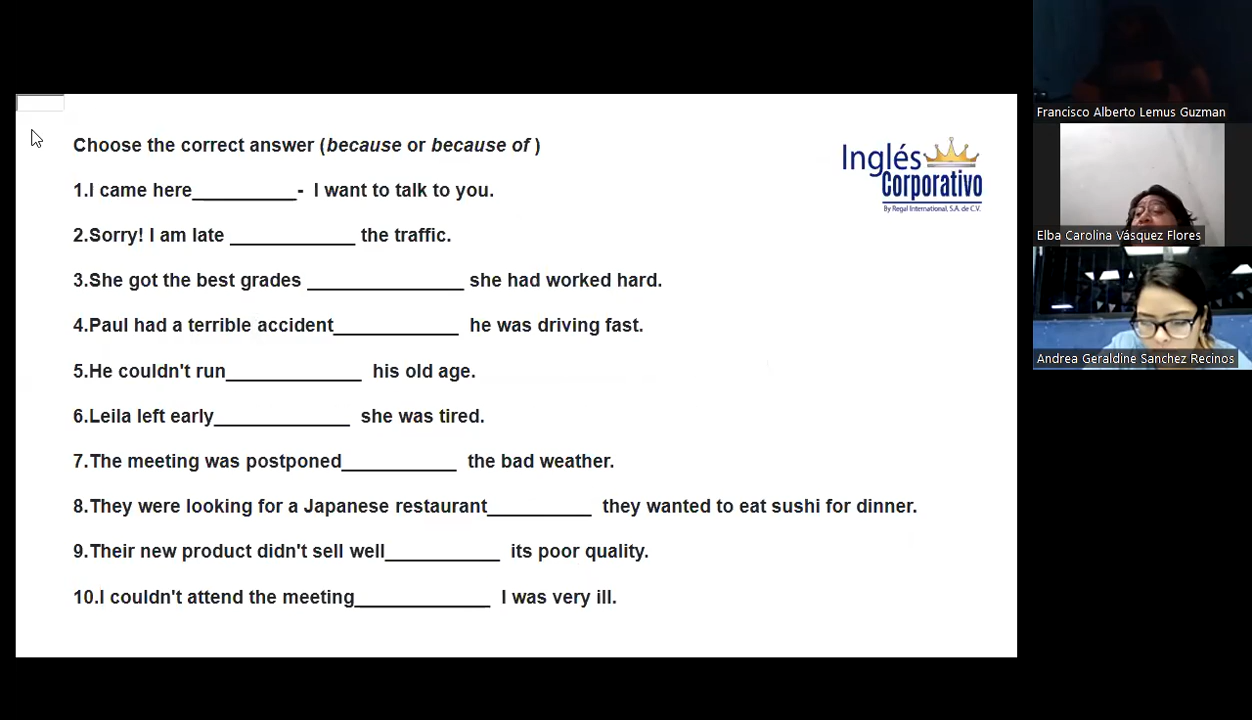 Choose the correct answer (because or because of )
1.I came here__________- I want to talk to you.
2.Sorry! I am late ____________ the traffic.
3.She got the best grades _______________ she had worked hard.
4.Paul had a terrible accident____________ he was driving fast.
5.He couldn't run_____________ his old age.
6.Leila left early_____________ she was tired.
7.The meeting was postponed___________ the bad weather.
8.They were looking for a Japanese restaurant__________ they wanted to eat sushi for dinner.
9.Their new product didn't sell well___________ its poor quality.
10.I couldn't attend the meeting_____________ I was very ill.
Inglés
Corporativo
By Regal International, S.A. de C.V.
Francisco Alberto Lemus Guzman
Elba Carolina Vásquez Flores
Andrea Geraldine Sanchez Recinos